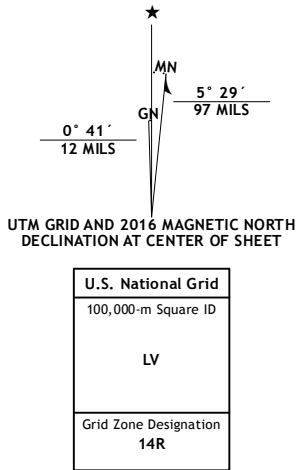 ★
MN
GN
5° 29´
97 MILS
0° 41´
12 MILS
UTM GRID AND 2016 MAGNETIC NORTH
DECLINATION AT CENTER OF SHEET
U.S. National Grid
100,000-m Square ID
LV
Grid Zone Designation
14R